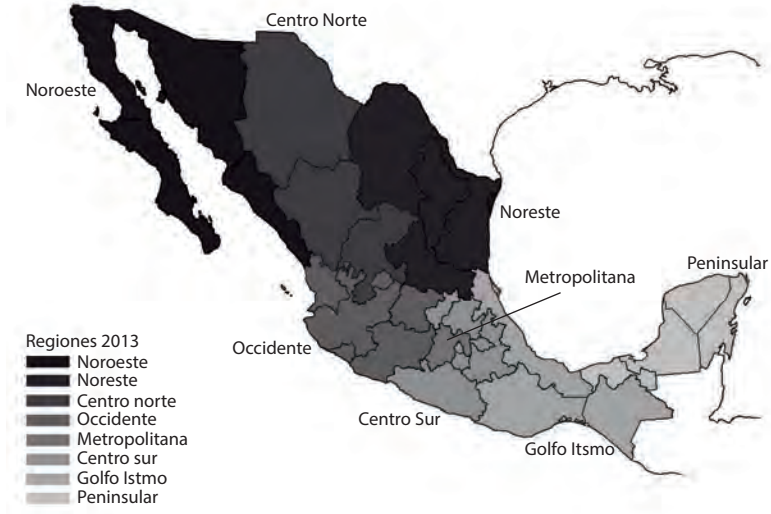 Centro Norte
Noroeste
Noreste
Peninsular
Metropolitana
Occidente
Centro Sur
Golfo Itsmo
Regiones 2013
Noroeste
Noreste
Centro norte
Occidente
Metropolitana
Centro sur
Golfo Istmo
Peninsular